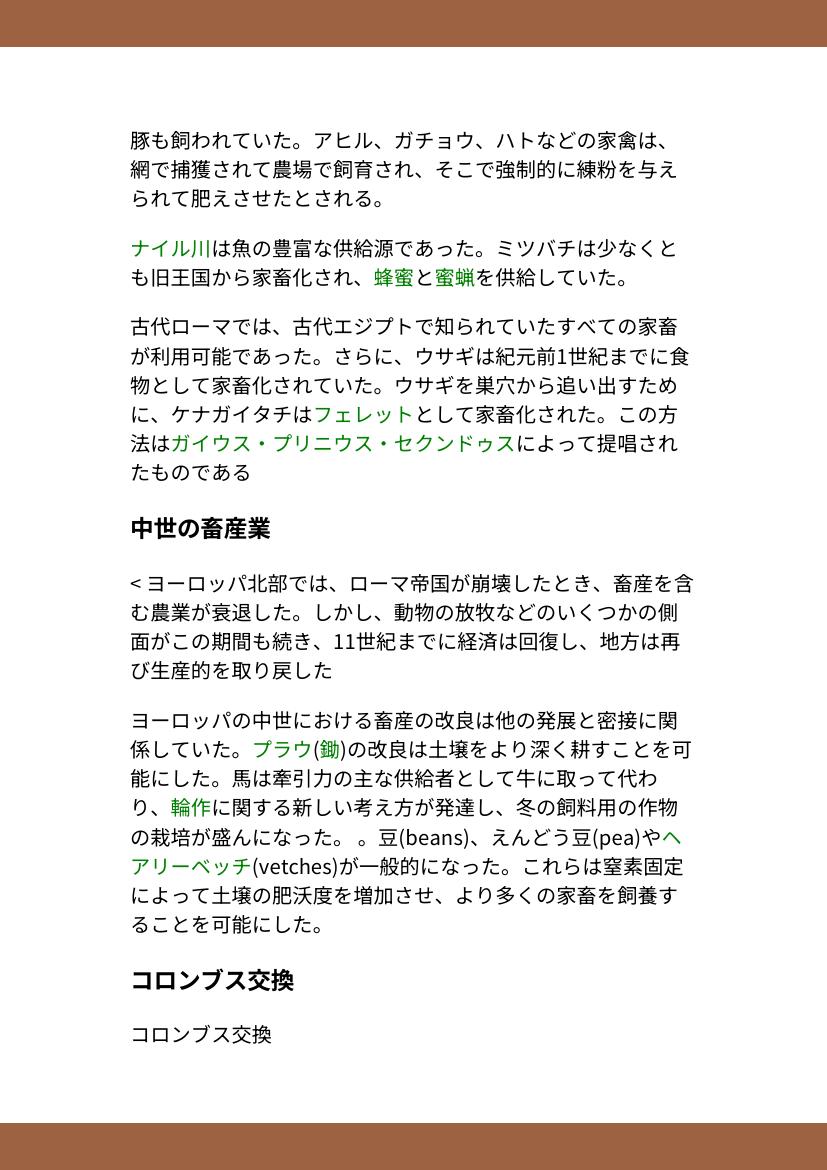 豚も飼われていた。アヒル、ガチョウ、ハトなどの家禽は、
網で捕獲されて農場で飼育され、そこで強制的に練粉を与え
られて肥えさせたとされる。
ナイル川は魚の豊富な供給源であった。ミツバチは少なくと
も旧王国から家畜化され、蜂蜜と蜜蝋を供給していた。
古代ローマでは、古代エジプトで知られていたすべての家畜
が利用可能であった。さらに、ウサギは紀元前1世紀までに食
物として家畜化されていた。ウサギを巣穴から追い出すため
に、ケナガイタチはフェレットとして家畜化された。この方
法はガイウス・プリニウス・セクンドゥスによって提唱され
たものである
中世の畜産業
< ヨーロッパ北部では、ローマ帝国が崩壊したとき、畜産を含
む農業が衰退した。しかし、動物の放牧などのいくつかの側
面がこの期間も続き、11世紀までに経済は回復し、地方は再
び生産的を取り戻した
ヨーロッパの中世における畜産の改良は他の発展と密接に関
係していた。プラウ(鋤)の改良は土壌をより深く耕すことを可
能にした。馬は牽引力の主な供給者として牛に取って代わ
り、輪作に関する新しい考え方が発達し、冬の飼料用の作物
の栽培が盛んになった。 。豆(beans)、えんどう豆(pea)やヘ
アリーベッチ(vetches)が一般的になった。これらは窒素固定
によって土壌の肥沃度を増加させ、より多くの家畜を飼養す
ることを可能にした。
コロンブス交換
コロンブス交換